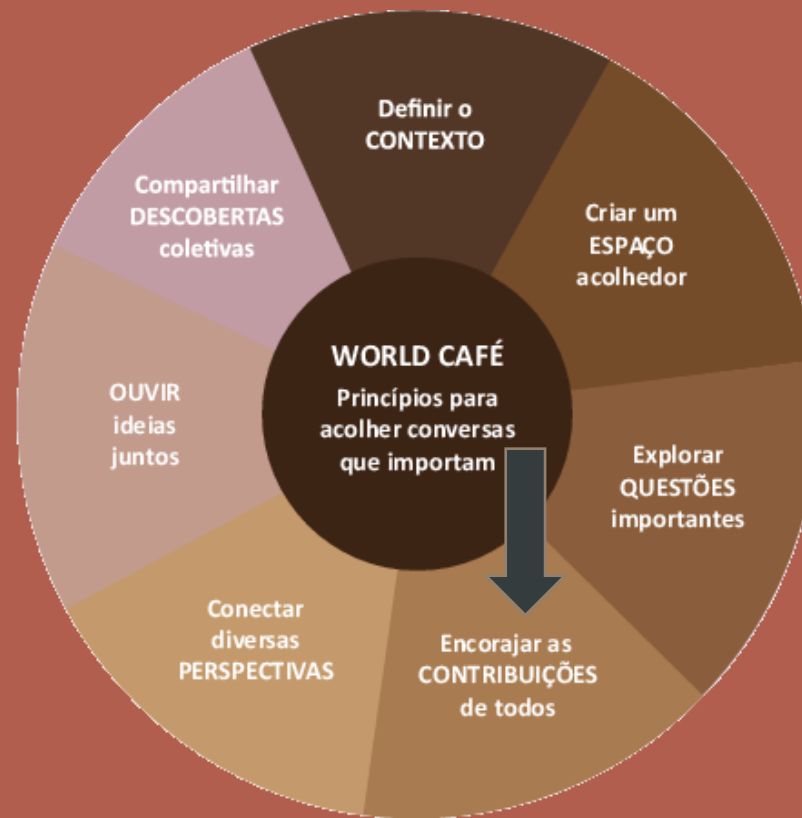 Definir o
CONTEXTO
Criar um
ESPAÇO
acolhedor
Explorar
QUESTÕES
importantes
Encorajar as
CONTRIBUIÇÕES
de todos
Conectar
diversas
PERSPECTIVAS
OUVIR
ideias
juntos
Compartilhar
DESCOBERTAS
coletivas
WORLD CAFÉ
Princípios para
acolher conversas
que importam